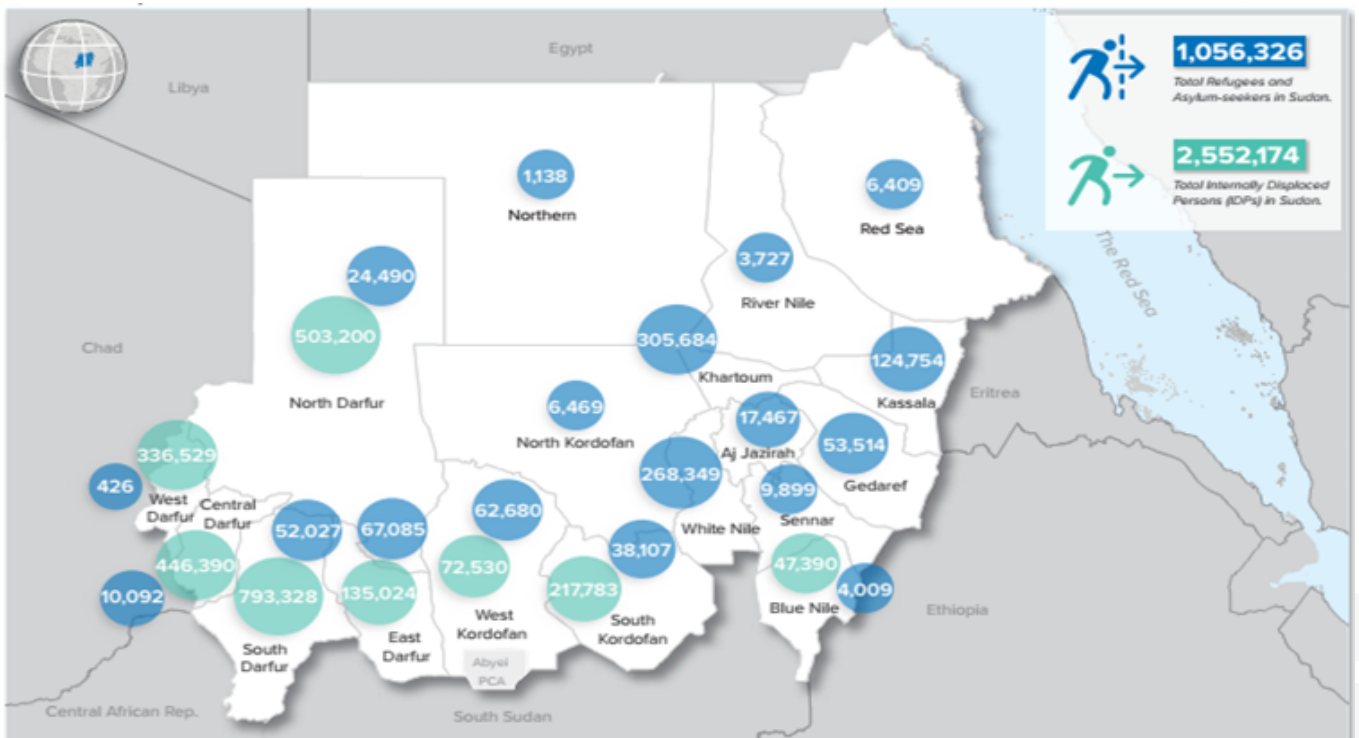 Egypt
Libya
1,056,326
Total Refugees and
Asylum-seekers in Sudan.
2,552,174
Total Internally Displaced
Persons (IDPs) in Sudan.
1,138
Northern
6,409
Red Sea
The Red Sea
3,727
River Nile
24,490
503,200
North Darfur
Chad
305,684
Khartoum
124,754
Kassala
Eritrea
6,469
North Kordofan
17,467
Aj Jazirah
53,514
Gedaref
336,529
426
West
Darfur
Central
Darfur
268,349
White Nile
9,899
Sennar
52,027
67,085
62,680
38,107
446,390
10,092
793,328
South
Darfur
135,024
East
Darfur
72,530
West
Kordofan
217,783
South
Kordofan
47,390
Blue Nile
4,009
Ethiopia
Abyei
PCA
Central African Rep.
South Sudan